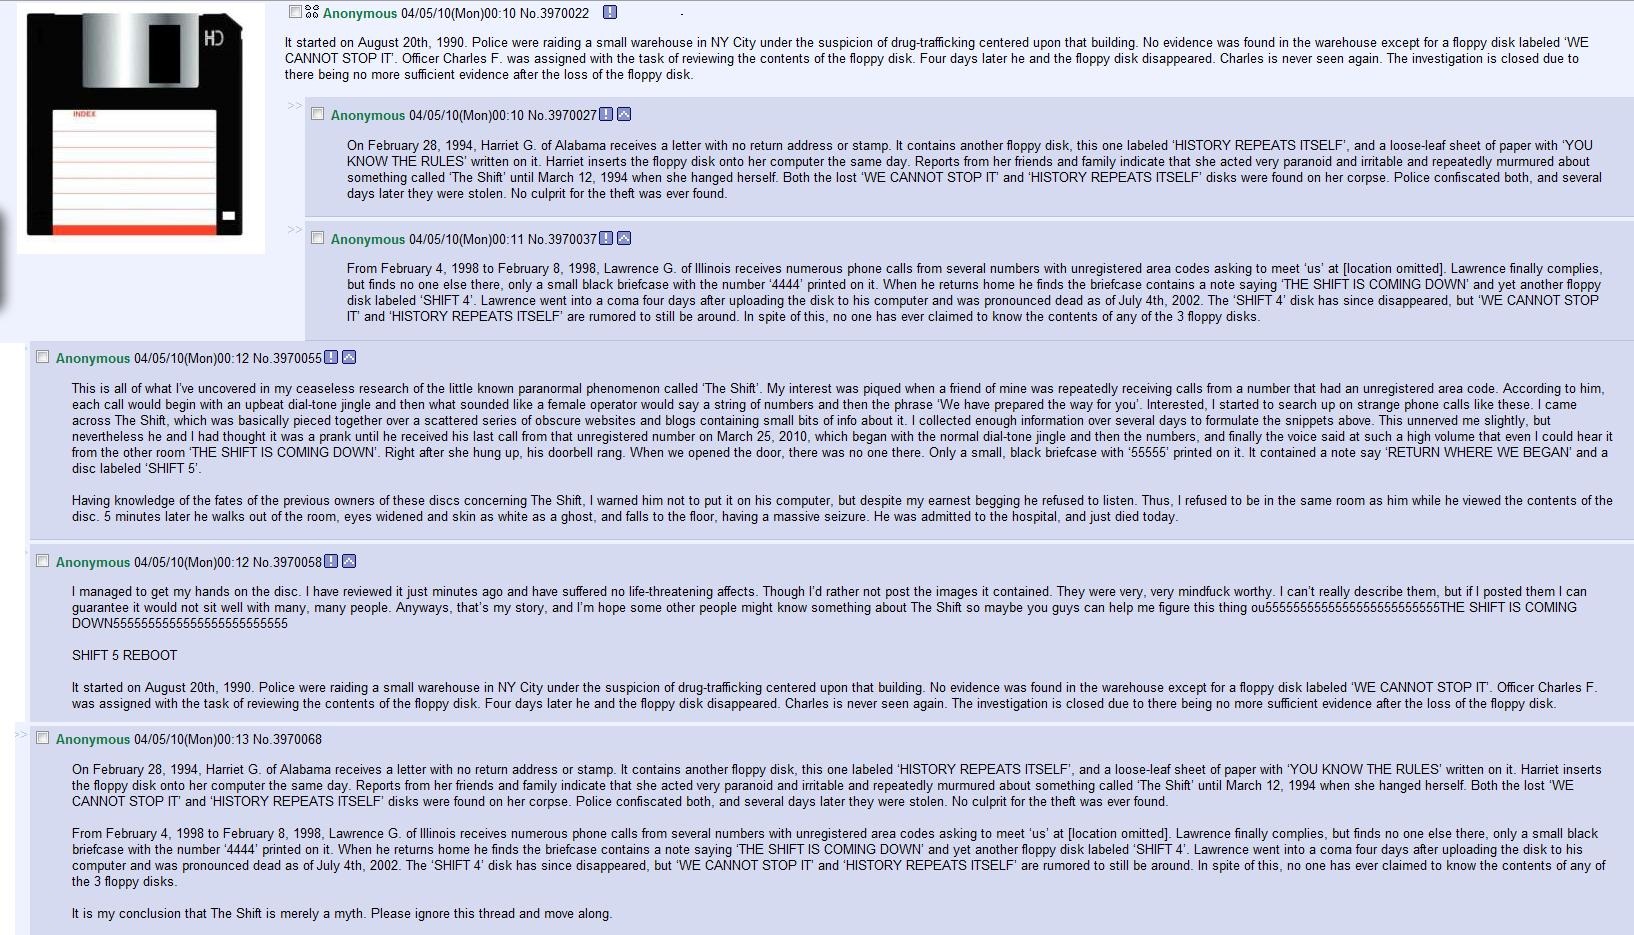 HD
INDEX
Anonymous 04/05/10(Mon)00:10 No.3970022
It started on August 20th, 1990. Police were raiding a small warehouse in NY City under the suspicion of drug-trafficking centered upon that building. No evidence was found in the warehouse except for a floppy disk labeled ‘WE
CANNOT STOP IT’. Officer Charles F. was assigned with the task of reviewing the contents of the floppy disk. Four days later he and the floppy disk disappeared. Charles is never seen again. The investigation is closed due to
there being no more sufficient evidence after the loss of the floppy disk.
>>
Anonymous 04/05/10(Mon)00:10 No.3970027
On February 28, 1994, Harriet G. of Alabama receives a letter with no return address or stamp. It contains another floppy disk, this one labeled ‘HISTORY REPEATS ITSELF’, and a loose-leaf sheet of paper with ‘YOU
KNOW THE RULES’ written on it. Harriet inserts the floppy disk onto her computer the same day. Reports from her friends and family indicate that she acted very paranoid and irritable and repeatedly murmured about
something called ‘The Shift’ until March 12, 1994 when she hanged herself. Both the lost ‘WE CANNOT STOP IT’ and ‘HISTORY REPEATS ITSELF’ disks were found on her corpse. Police confiscated both, and several
days later they were stolen. No culprit for the theft was ever found.
>>
Anonymous 04/05/10(Mon)00:11 No.3970037
From February 4, 1998 to February 8, 1998, Lawrence G. of Illinois receives numerous phone calls from several numbers with unregistered area codes asking to meet ‘us’ at [location omitted]. Lawrence finally complies,
but finds no one else there, only a small black briefcase with the number ‘4444’ printed on it. When he returns home he finds the briefcase contains a note saying ‘THE SHIFT IS COMING DOWN’ and yet another floppy
disk labeled ‘SHIFT 4’. Lawrence went into a coma four days after uploading the disk to his computer and was pronounced dead as of July 4th, 2002. The ‘SHIFT 4’ disk has since disappeared, but ‘WE CANNOT STOP
IT’ and ‘HISTORY REPEATS ITSELF’ are rumored to still be around. In spite of this, no one has ever claimed to know the contents of any of the 3 floppy disks.
Anonymous 04/05/10(Mon)00:12 No.3970055
This is all of what I’ve uncovered in my ceaseless research of the little known paranormal phenomenon called ‘The Shift’. My interest was piqued when a friend of mine was repeatedly receiving calls from a number that had an unregistered area code. According to him,
each call would begin with an upbeat dial-tone jingle and then what sounded like a female operator would say a string of numbers and then the phrase ‘We have prepared the way for you’. Interested, I started to search up on strange phone calls like these. I came
across The Shift, which was basically pieced together over a scattered series of obscure websites and blogs containing small bits of info about it. I collected enough information over several days to formulate the snippets above. This unnerved me slightly, but
nevertheless he and I had thought it was a prank until he received his last call from that unregistered number on March 25, 2010, which began with the normal dial-tone jingle and then the numbers, and finally the voice said at such a high volume that even I could hear it
from the other room ‘THE SHIFT IS COMING DOWN’. Right after she hung up, his doorbell rang. When we opened the door, there was no one there. Only a small, black briefcase with ‘55555’ printed on it. It contained a note say ‘RETURN WHERE WE BEGAN’ and a
disc labeled ‘SHIFT 5’.
Having knowledge of the fates of the previous owners of these discs concerning The Shift, I warned him not to put it on his computer, but despite my earnest begging he refused to listen. Thus, I refused to be in the same room as him while he viewed the contents of the
disc. 5 minutes later he walks out of the room, eyes widened and skin as white as a ghost, and falls to the floor, having a massive seizure. He was admitted to the hospital, and just died today.
Anonymous 04/05/10(Mon)00:12 No.3970058
I managed to get my hands on the disc. I have reviewed it just minutes ago and have suffered no life-threatening affects. Though I’d rather not post the images it contained. They were very, very mindfuck worthy. I can’t really describe them, but if I posted them I can
guarantee it would not sit well with many, many people. Anyways, that’s my story, and I’m hope some other people might know something about The Shift so maybe you guys can help me figure this thing ou5555555555555555555555555THE SHIFT IS COMING
DOWN5555555555555555555555555
SHIFT 5 REBOOT
It started on August 20th, 1990. Police were raiding a small warehouse in NY City under the suspicion of drug-trafficking centered upon that building. No evidence was found in the warehouse except for a floppy disk labeled ‘WE CANNOT STOP IT’. Officer Charles F.
was assigned with the task of reviewing the contents of the floppy disk. Four days later he and the floppy disk disappeared. Charles is never seen again. The investigation is closed due to there being no more sufficient evidence after the loss of the floppy disk.
>>
Anonymous 04/05/10(Mon)00:13 No.3970068
On February 28, 1994, Harriet G. of Alabama receives a letter with no return address or stamp. It contains another floppy disk, this one labeled ‘HISTORY REPEATS ITSELF’, and a loose-leaf sheet of paper with ‘YOU KNOW THE RULES’ written on it. Harriet inserts
the floppy disk onto her computer the same day. Reports from her friends and family indicate that she acted very paranoid and irritable and repeatedly murmured about something called ‘The Shift’ until March 12, 1994 when she hanged herself. Both the lost ‘WE
CANNOT STOP IT’ and ‘HISTORY REPEATS ITSELF’ disks were found on her corpse. Police confiscated both, and several days later they were stolen. No culprit for the theft was ever found.
From February 4, 1998 to February 8, 1998, Lawrence G. of Illinois receives numerous phone calls from several numbers with unregistered area codes asking to meet ‘us’ at [location omitted]. Lawrence finally complies, but finds no one else there, only a small black
briefcase with the number ‘4444’ printed on it. When he returns home he finds the briefcase contains a note saying ‘THE SHIFT IS COMING DOWN’ and yet another floppy disk labeled ‘SHIFT 4’. Lawrence went into a coma four days after uploading the disk to his
computer and was pronounced dead as of July 4th, 2002. The ‘SHIFT 4’ disk has since disappeared, but ‘WE CANNOT STOP IT’ and ‘HISTORY REPEATS ITSELF’ are rumored to still be around. In spite of this, no one has ever claimed to know the contents of any of
the 3 floppy disks.
It is my conclusion that The Shift is merely a myth. Please ignore this thread and move along.